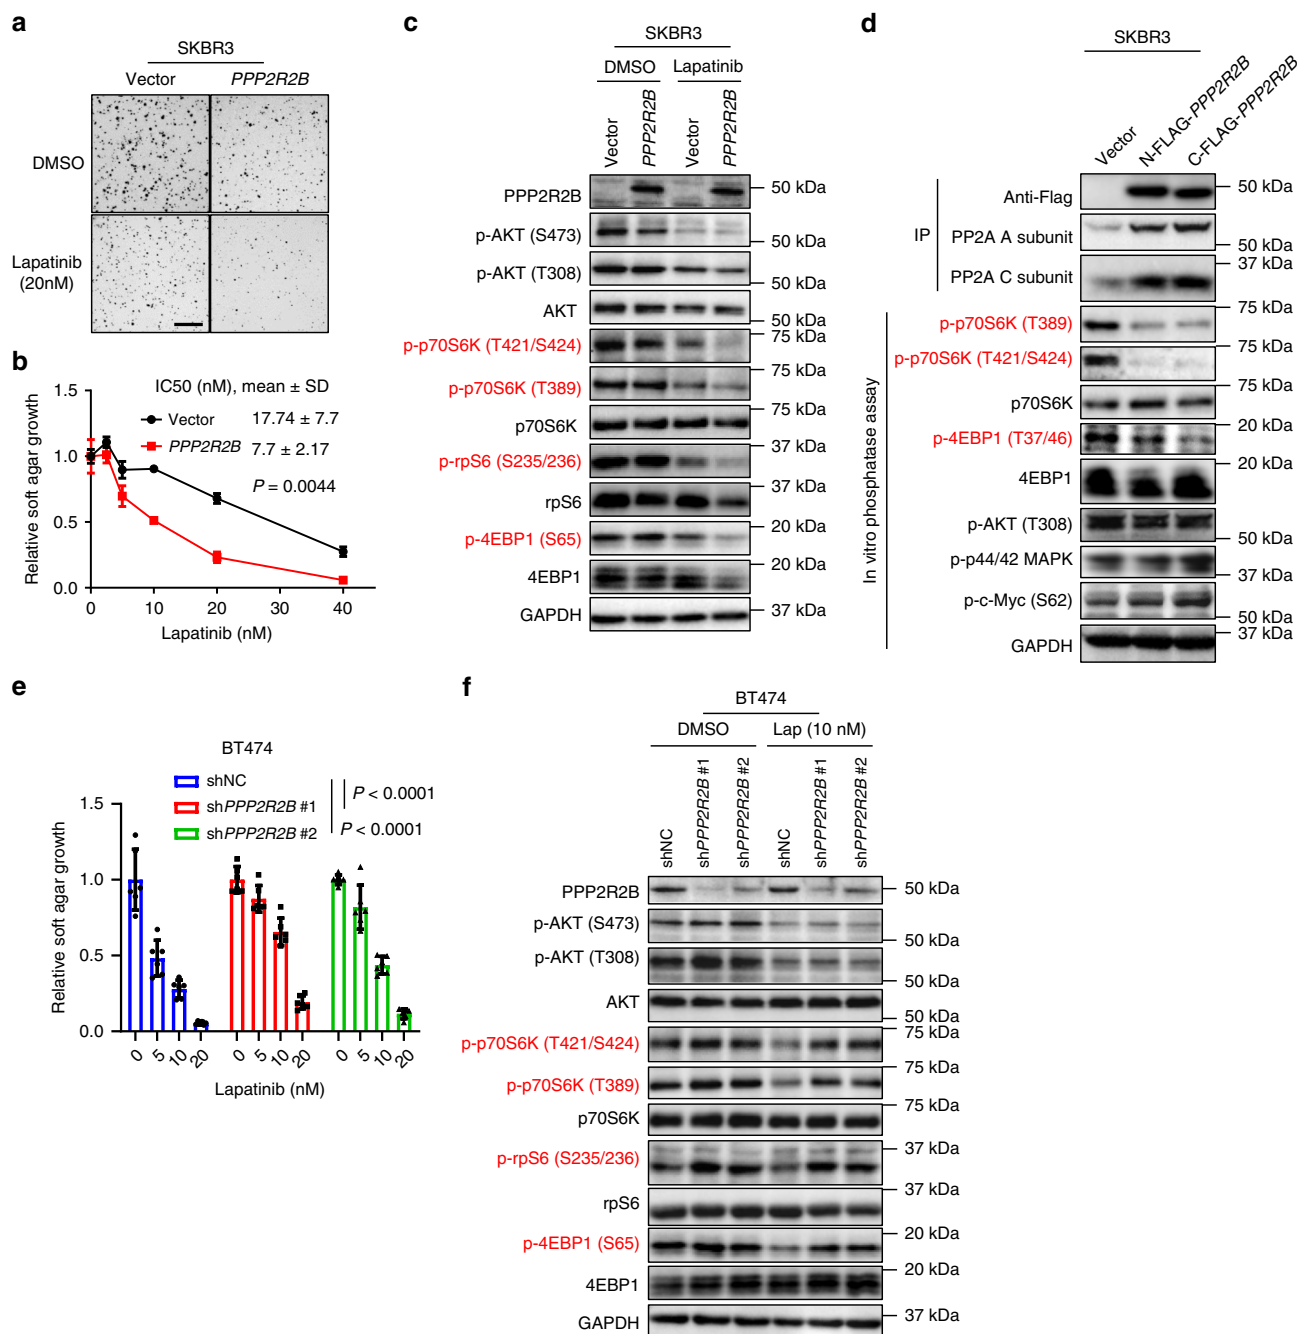 a
SKBR3
Vector PPP2R2B
DMSO
Lapatinib
(20nM)
b
IC50 (nM), mean ± SD
Vector 17.74 ± 7.7
PPP2R2B 7.7 ± 2.17
P = 0.0044
Relative soft agar growth
1.5
1.0
0.5
0.0
0 10 20 30 40
Lapatinib (nM)
c
SKBR3
DMSO Lapatinib
Vector PPP2R2B Vector PPP2R2B
PPP2R2B 50 kDa
p-AKT (S473) 50 kDa
p-AKT (T308) 50 kDa
AKT 50 kDa
p-p70S6K (T421/S424) 75 kDa
p-p70S6K (T389) 75 kDa
p70S6K 75 kDa
p-rpS6 (S235/236) 37 kDa
rpS6 37 kDa
p-4EBP1 (S65) 20 kDa
4EBP1 20 kDa
GAPDH 37 kDa
d
SKBR3
Vector N-FLAG-PPP2R2B C-FLAG-PPP2R2B
IP
Anti-Flag 50 kDa
PP2A A subunit 50 kDa
PP2A C subunit 37 kDa
In vitro phosphatase assay
p-p70S6K (T389) 75 kDa
p-p70S6K (T421/S424) 75 kDa
p70S6K 75 kDa
p-4EBP1 (T37/46) 20 kDa
4EBP1 20 kDa
p-AKT (T308) 50 kDa
p-p44/42 MAPK 37 kDa
p-c-Myc (S62) 50 kDa
GAPDH 37 kDa
e
BT474
shNC
shPPP2R2B #1 P < 0.0001
shPPP2R2B #2 P < 0.0001
Relative soft agar growth
1.5
1.0
0.5
0.0
0 5 10 20 0 5 10 20 0 5 10 20
Lapatinib (nM)
f
BT474
DMSO Lap (10 nM)
shNC shPPP2R2B #1 shPPP2R2B #2 shNC shPPP2R2B #1 shPPP2R2B #2
PPP2R2B 50 kDa
p-AKT (S473) 50 kDa
p-AKT (T308) 50 kDa
AKT 50 kDa
p-p70S6K (T421/S424) 75 kDa
p-p70S6K (T389) 75 kDa
p70S6K 75 kDa
p-rpS6 (S235/236) 37 kDa
rpS6 37 kDa
p-4EBP1 (S65) 20 kDa
4EBP1 20 kDa
GAPDH 37 kDa